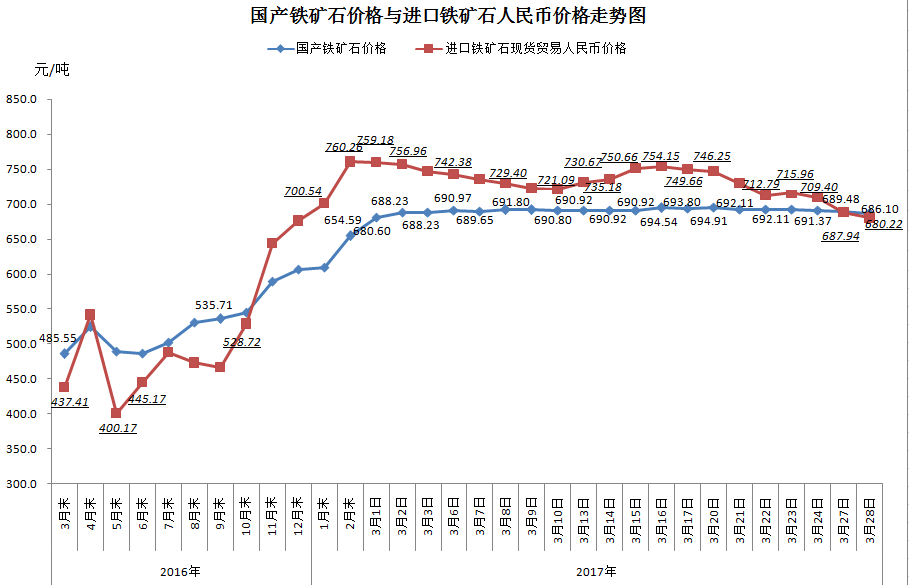 国产铁矿石价格与进口铁矿石人民币价格走势图
国产铁矿石价格 进口铁矿石现货贸易人民币价格
元/吨
850.0
800.0
750.0
700.0
650.0
600.0
550.0
500.0
450.0
400.0
350.0
300.0
485.55
535.71
654.59
680.60
688.23
688.23
690.97
689.65
691.80
690.80
690.92
690.92
690.92
694.54
693.80
694.91
692.11
692.11
691.37
689.48
686.10
437.41
400.17
445.17
528.72
700.54
760.26
759.18
756.96
742.38
729.40
721.09
730.67
735.18
750.66
754.15
749.66
746.25
712.79
715.96
709.40
687.94
680.22
3月末
4月末
5月末
6月末
7月末
8月末
9月末
10月末
11月末
12月末
1月末
2月末
3月1日
3月2日
3月3日
3月6日
3月7日
3月8日
3月9日
3月10日
3月13日
3月14日
3月15日
3月16日
3月17日
3月20日
3月21日
3月22日
3月23日
3月24日
3月27日
3月28日
2016年 2017年